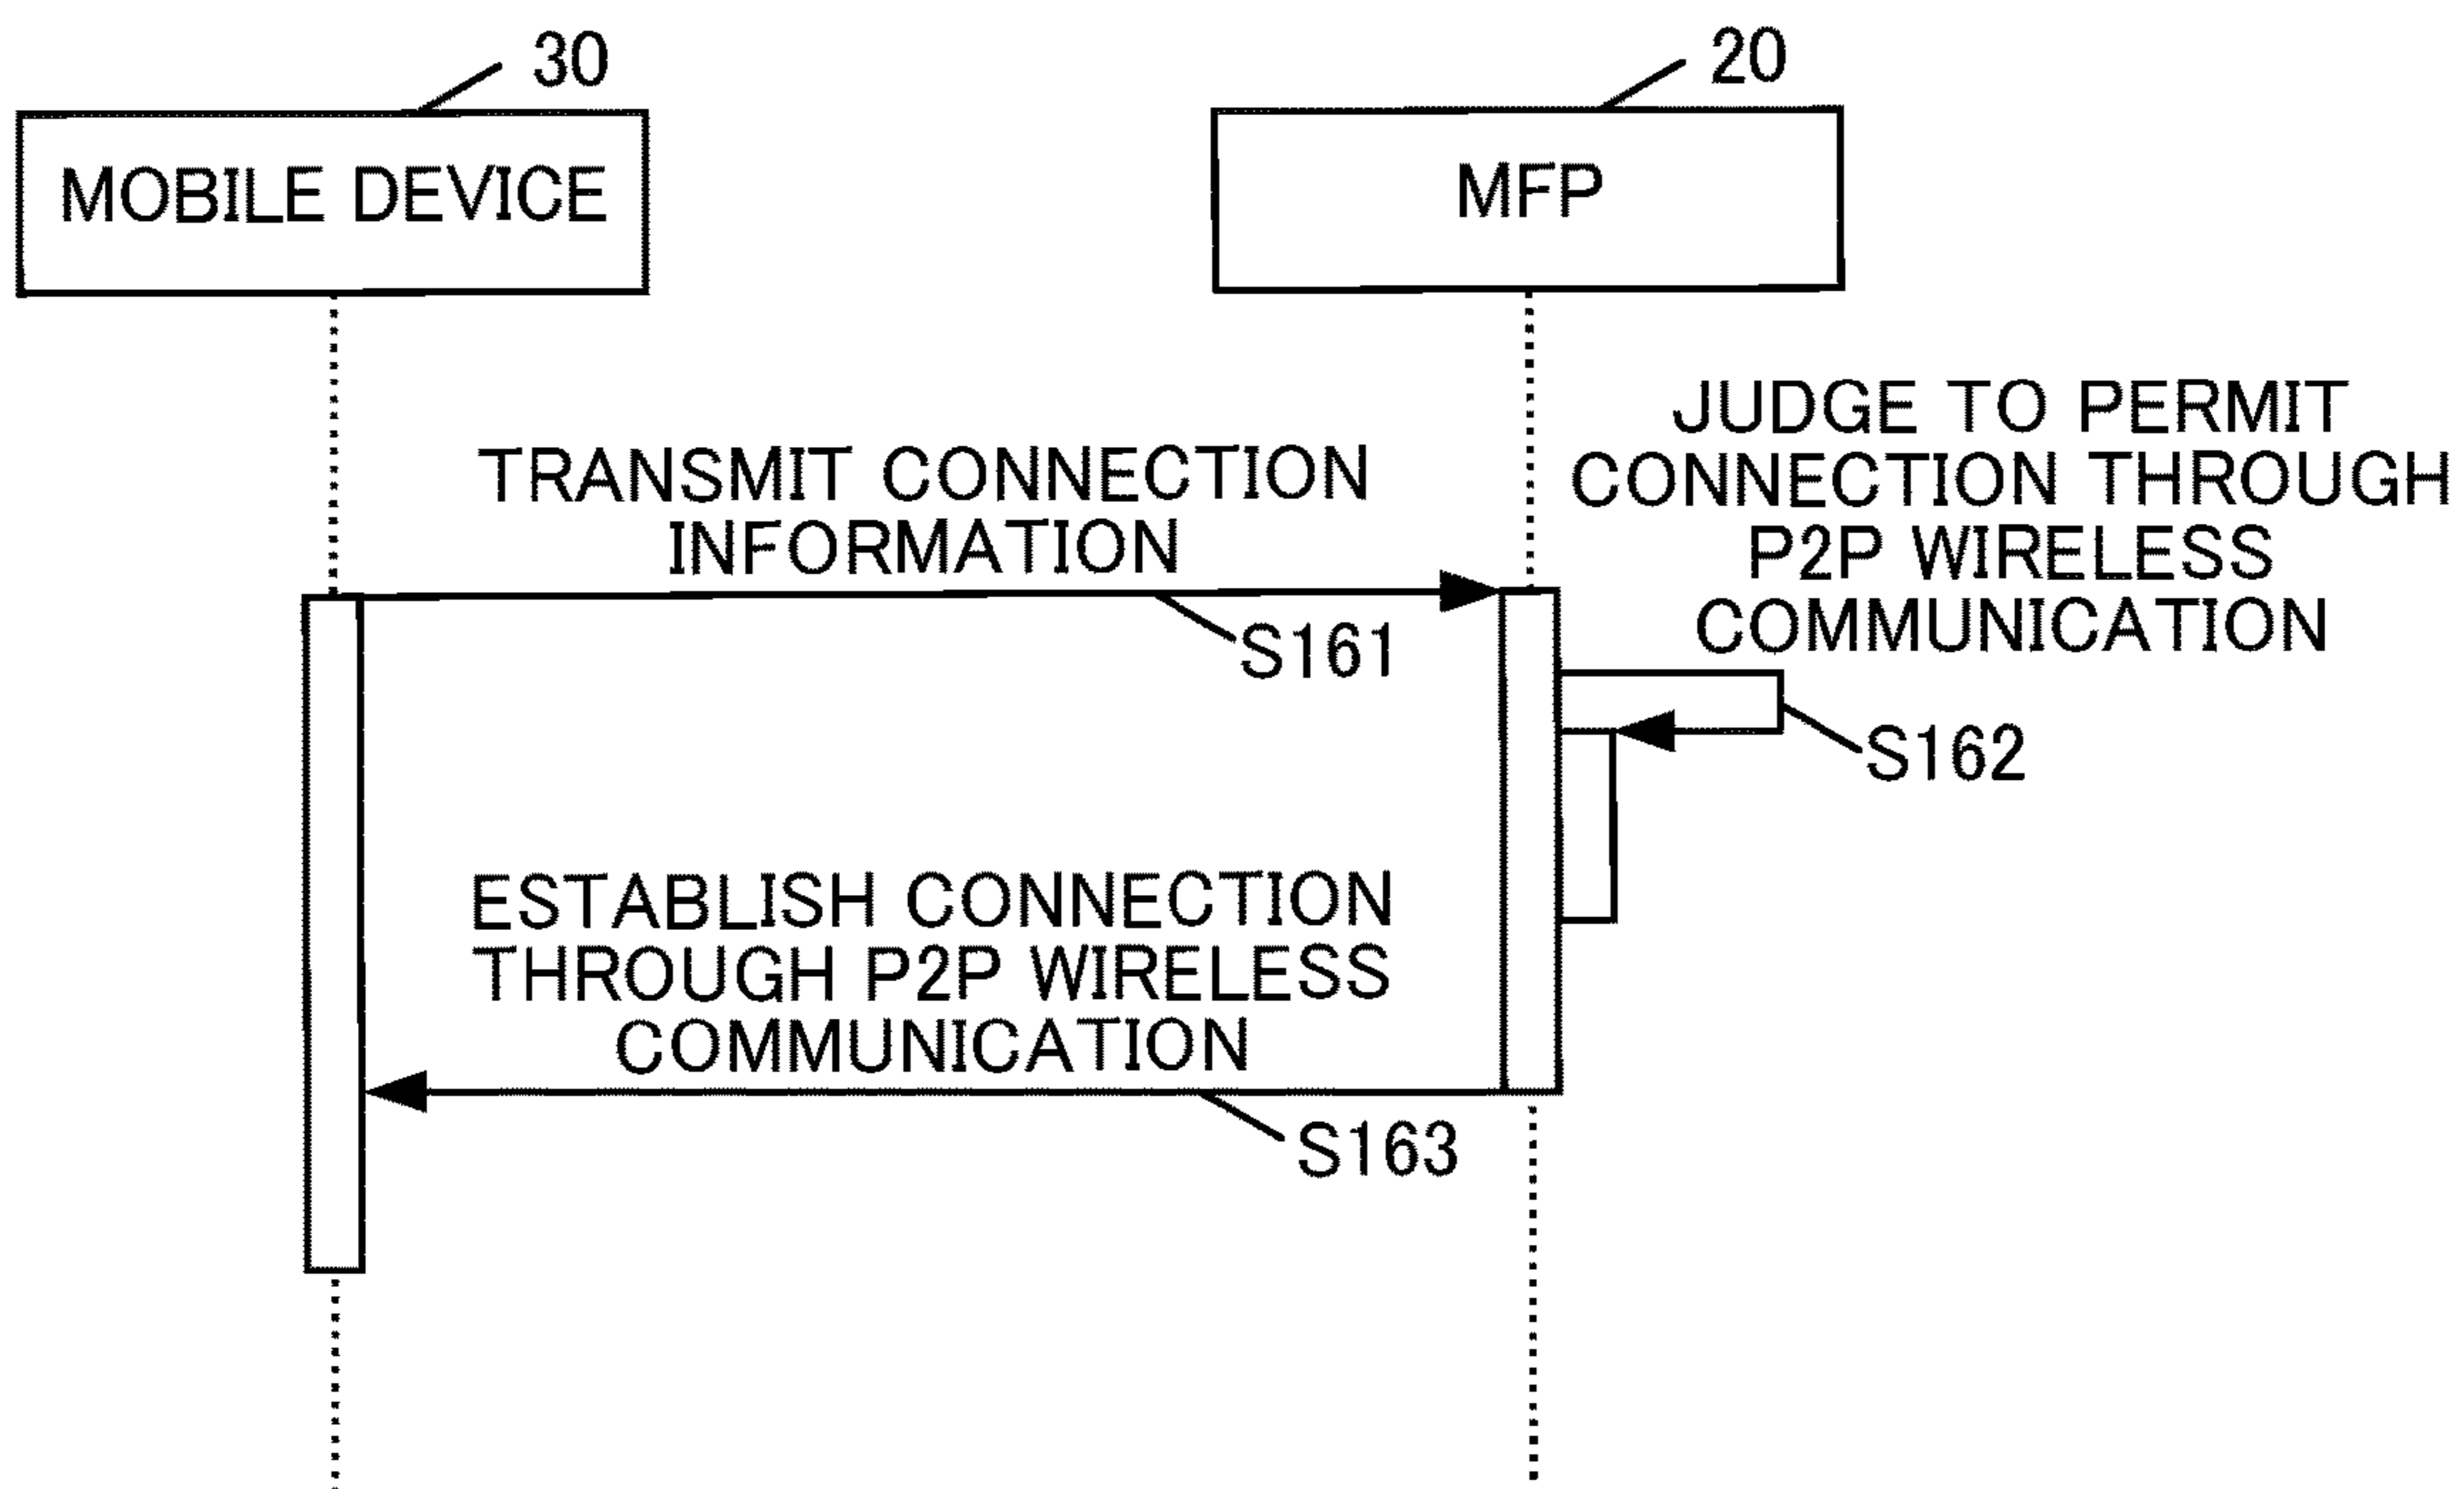 30
20
MOBILE DEVICE
MFP
JUDGE TO PERMIT
CONNECTION THROUGH
P2P WIRELESS
COMMUNICATION
TRANSMIT CONNECTION
INFORMATION
S161
S162
ESTABLISH CONNECTION
THROUGH P2P WIRELESS
COMMUNICATION
S163